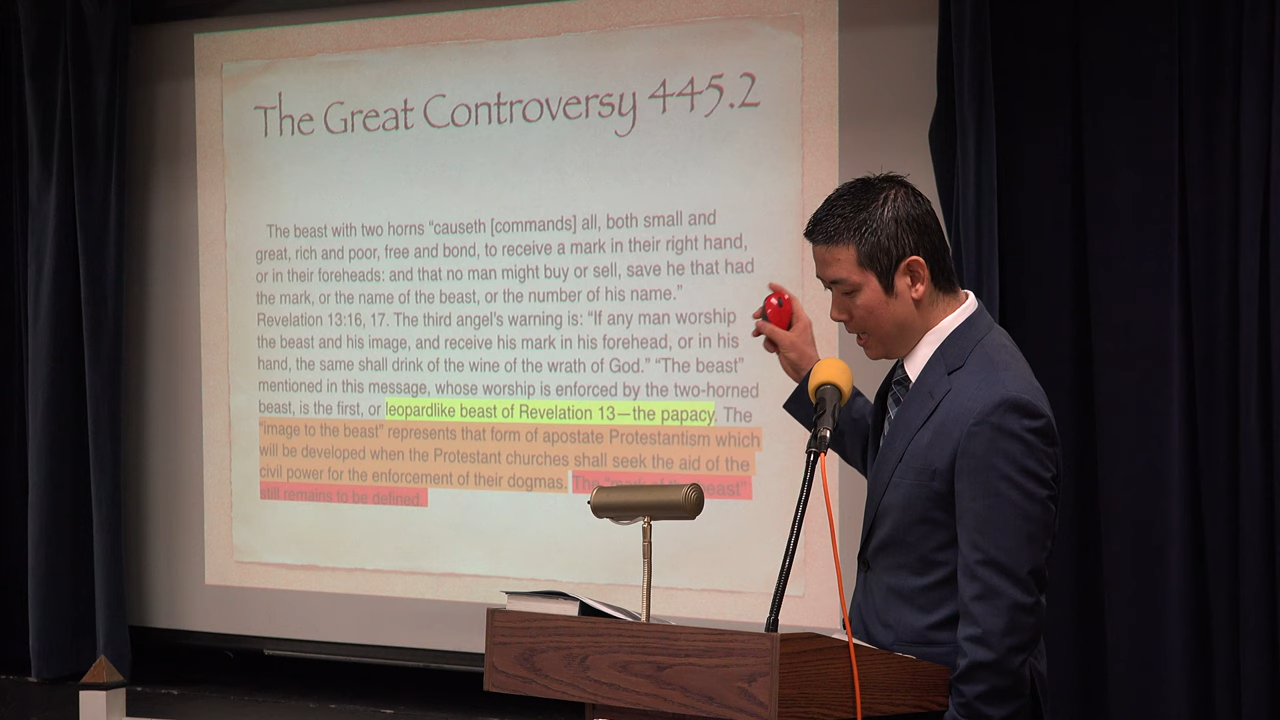 The Great Controversy 445.2
The beast with two horns “causeth [commands] all, both small and
great, rich and poor, free and bond, to receive a mark in their right hand,
or in their foreheads: and that no man might buy or sell, save he that had
the mark, or the name of the beast, or the number of his name.”
Revelation 13:16, 17. The third angel's warning is: “If any man worship
the beast and his image, and receive his mark in his forehead, or in his
hand, the same shall drink of the wine of the wrath of God.” “The beast”
mentioned in this message, whose worship is enforced by the two-horned
beast, is the first, or leopardlike beast of Revelation 13—the papacy. The
“image to the beast” represents that form of apostate Protestantism which
will be developed when the Protestant churches shall seek the aid of the
civil power for the enforcement of their dogmas. The “mark of the beast”
still remains to be defined.